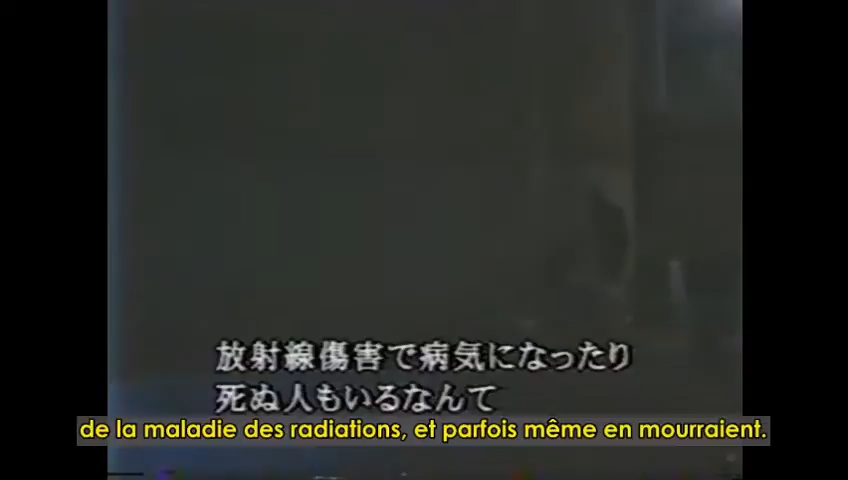 放射線傷害で病気になったり
死ぬ人もいるなんて
de la maladie des radiations, et parfois même en mourraient.